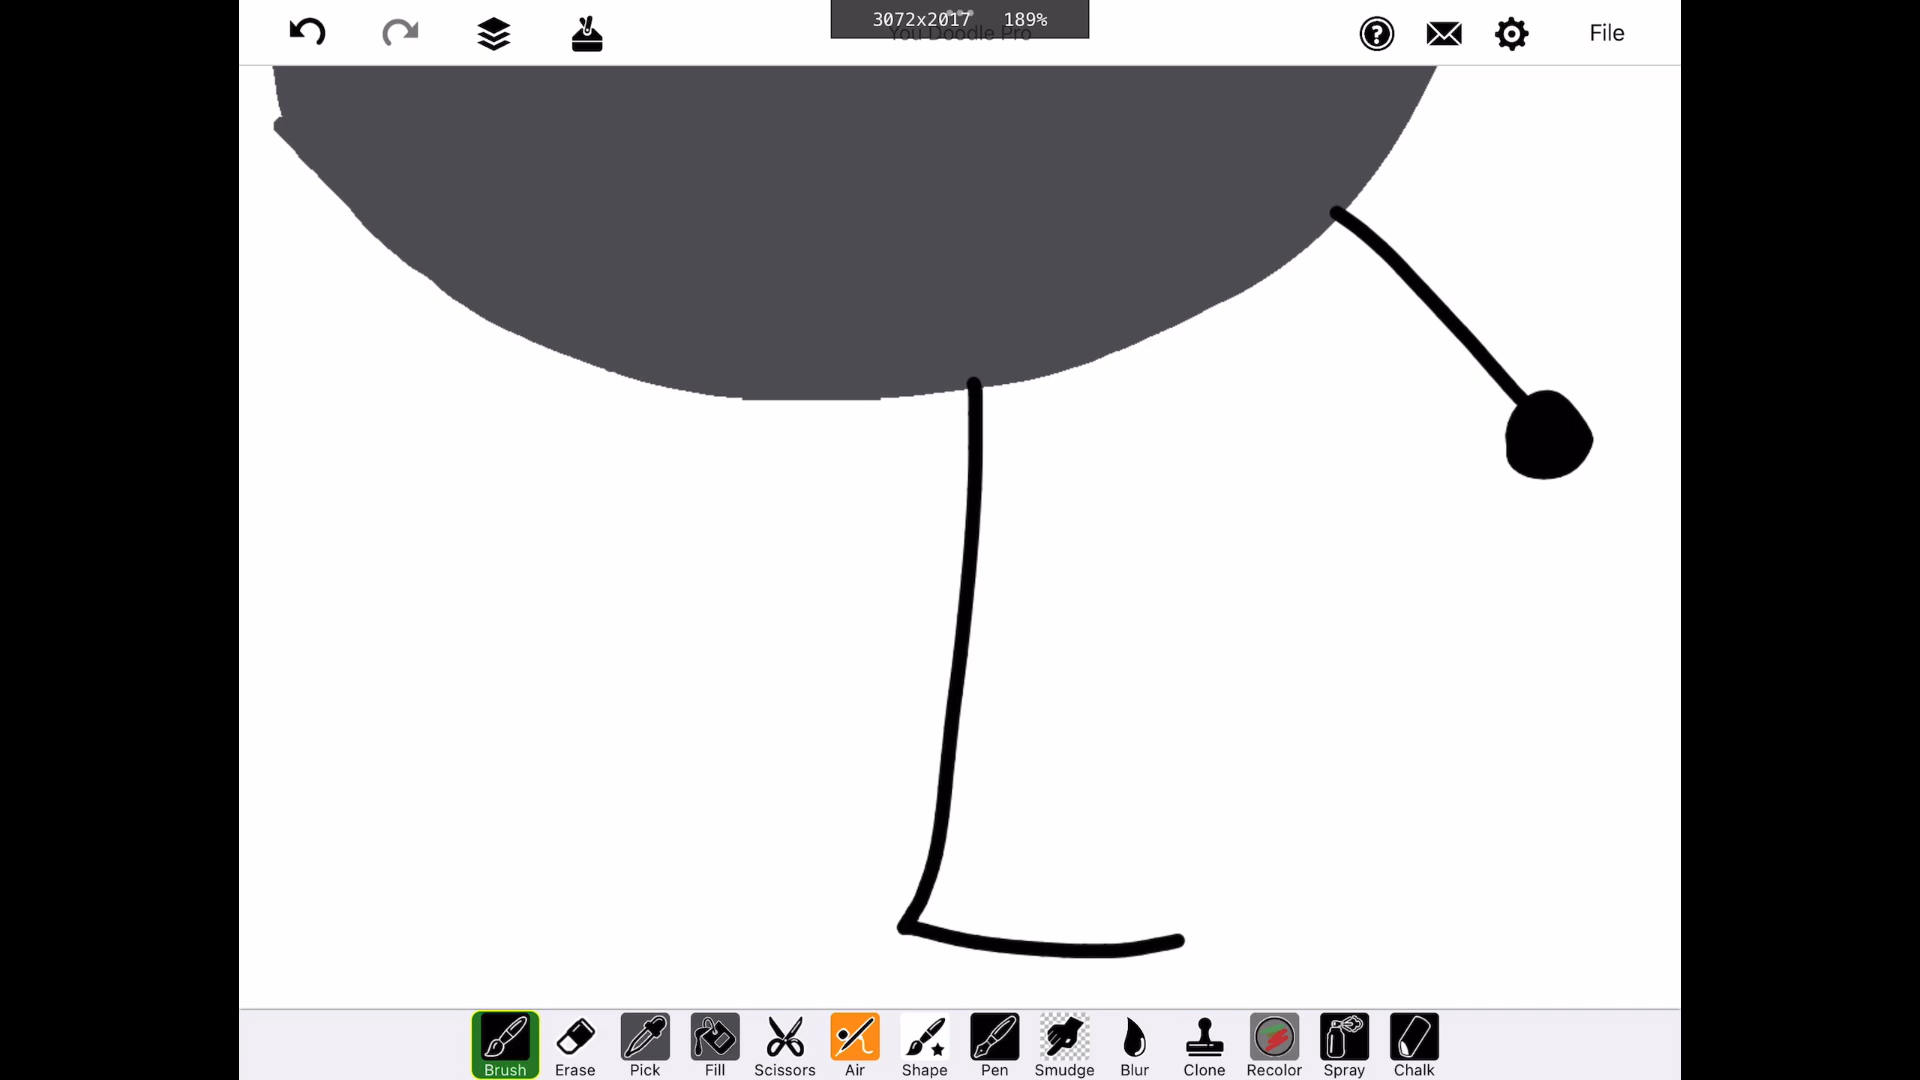 3072x2017 189%
You Doodle Pro
File
Brush Erase Pick Fill Scissors Air Shape Pen Smudge Blur Clone Recolor Spray Chalk